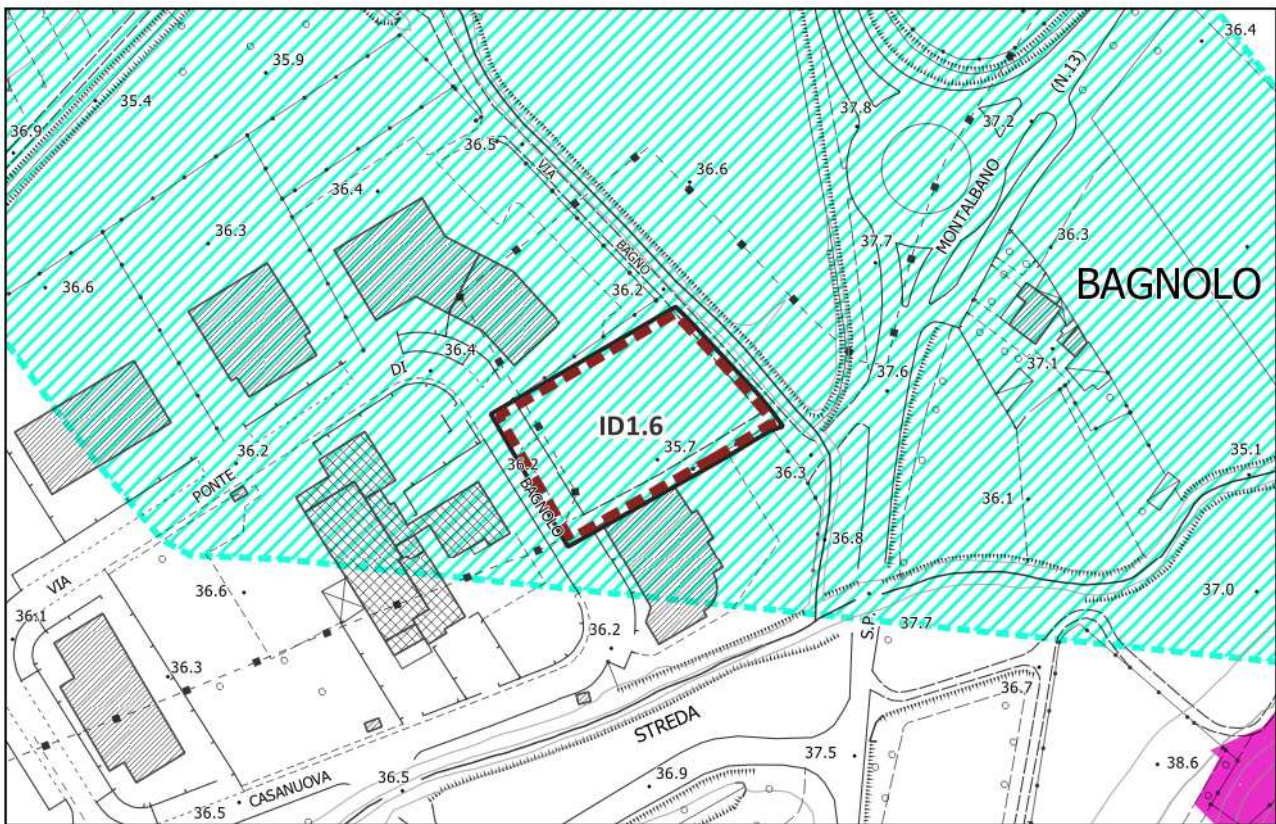 36.4
35.9
(N.13)
35.4
37.8
37.2
36.9
36.5
VIA
36.6
MONTALBANO
36.4
36.3
37.7
36.3
BAGNO
BAGNOLO
36.6
36.2
36.4
37.1
DI
37.6
ID1.6
35.7
36.2
36.2
36.3
35.1
PONTE
BAGNOLO
36.1
36.8
VIA
36.6
37.0
36.1
36.2
S.P.
37.7
36.3
36.7
STREDA
37.5
38.6
36.5
36.9
CASANUOVA
36.5